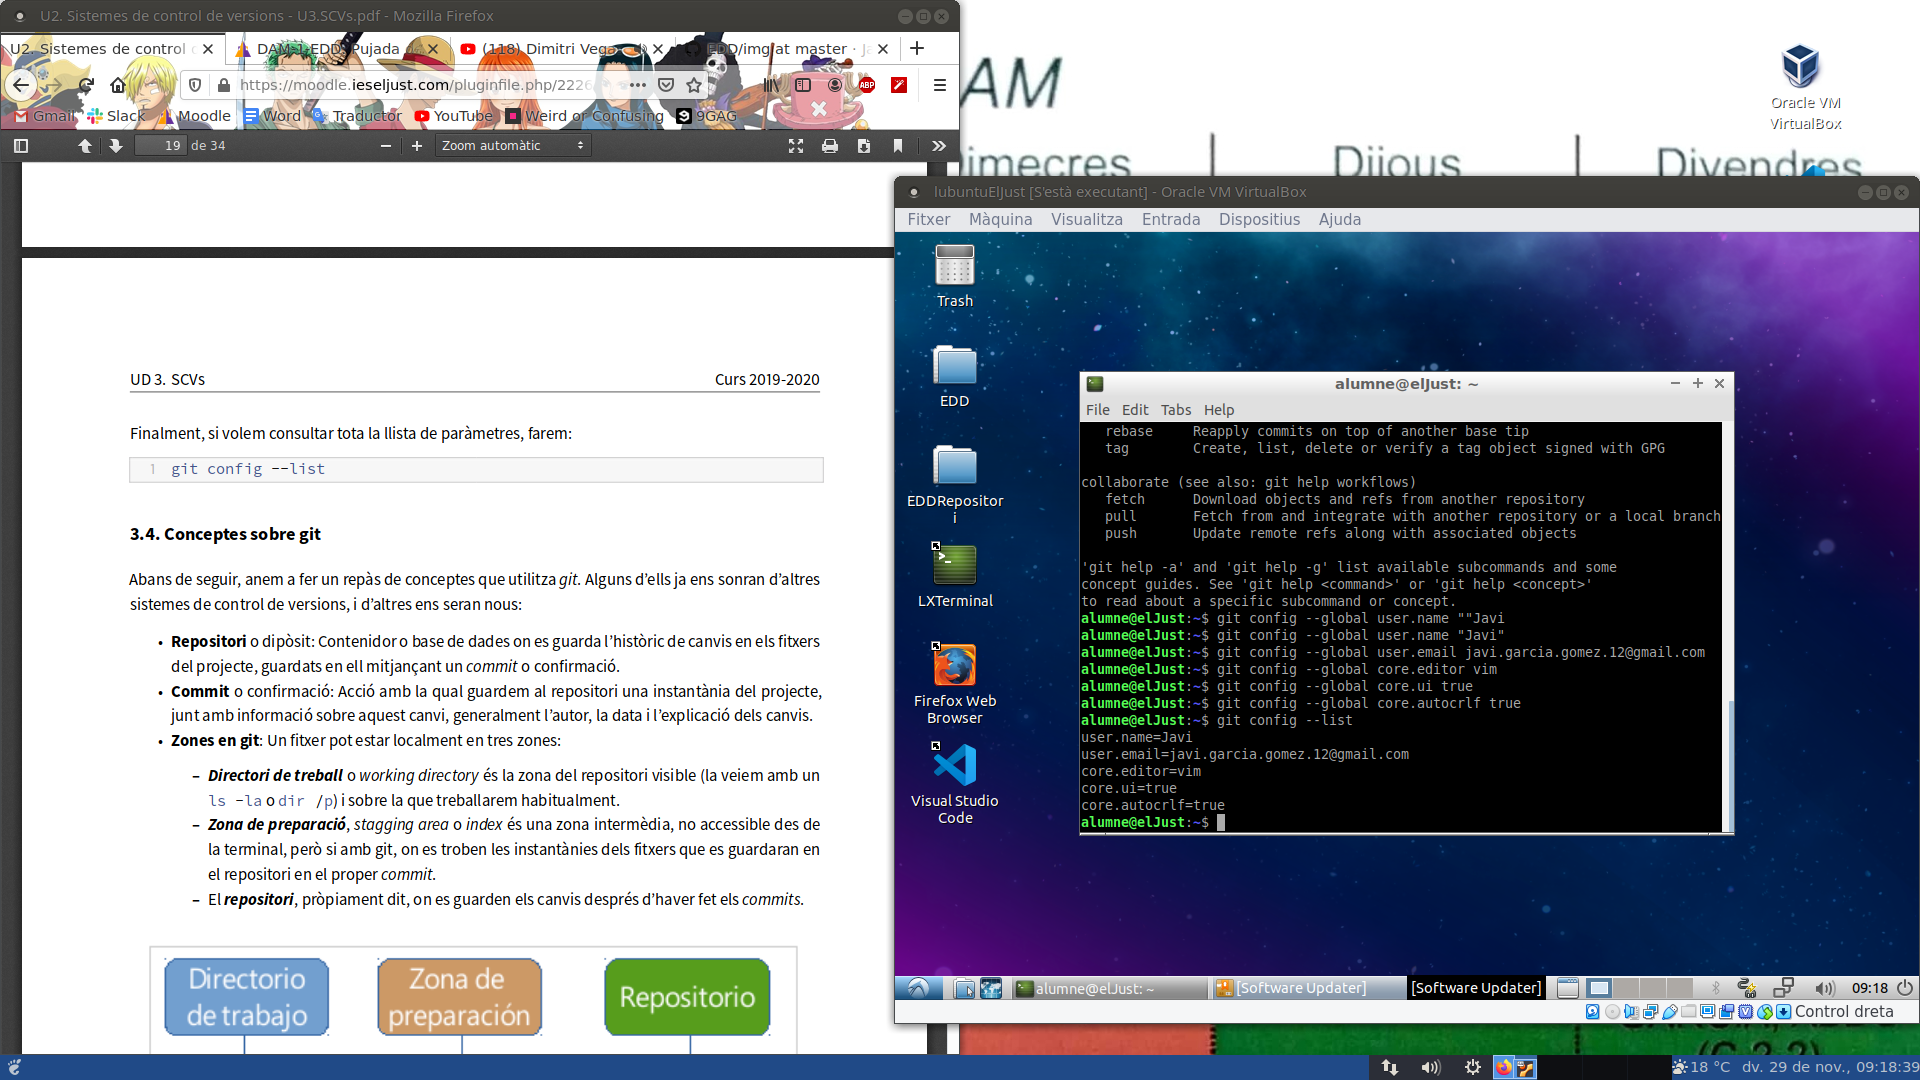 U2. Sistemes de control de versions - U3.SCVs.pdf - Mozilla Firefox
U2. Sistemes de control
DAM-1-EDD: Pujada
(118) Dimitri Vega
EDD/img at master
https://moodle.ieseljust.com/pluginfile.php/2226
Gmail
Slack
Moodle
Word
Traductor
YouTube
Weird or Confusing
9GAG
19 de 34
Zoom automàtic
UD 3. SCVs
Curs 2019-2020
Finalment, si volem consultar tota la llista de paràmetres, farem:
1 git config --list
3.4. Conceptes sobre git
Abans de seguir, anem a fer un repàs de conceptes que utilitza git. Alguns d'ells ja ens sonran d'altres
sistemes de control de versions, i d'altres ens seran nous:
• Repositori o dipòsit: Contenidor o base de dades on es guarda l'històric de canvis en els fitxers
del projecte, guardats en ell mitjançant un commit o confirmació.
• Commit o confirmació: Acció amb la qual guardem al repositori una instantània del projecte,
junt amb informació sobre aquest canvi, generalment l'autor, la data i l'explicació dels canvis.
• Zones en git: Un fitxer pot estar localment en tres zones:
– Directori de treball o working directory és la zona del repositori visible (la veiem amb un
ls -la o dir /p) i sobre la que treballarem habitualment.
– Zona de preparació, stagging area o index és una zona intermèdia, no accessible des de
la terminal, però si amb git, on es troben les instantànies dels fitxers que es guardaran en
el repositori en el proper commit.
– El repositori, pròpiament dit, on es guarden els canvis després d'haver fet els commits.
Directorio
de trabajo
Zona de
preparación
Repositorio
AM
imecres
Dijous
Divendres
Oracle VM
VirtualBox
lubuntuElJust [S'està executant] - Oracle VM VirtualBox
Fitxer Màquina Visualitza Entrada Dispositius Ajuda
Trash
EDD
EDDRepositor
i
LXTerminal
Firefox Web
Browser
Visual Studio
Code
alumne@elJust: ~
File Edit Tabs Help
rebase Reapply commits on top of another base tip
tag Create, list, delete or verify a tag object signed with GPG
collaborate (see also: git help workflows)
fetch Download objects and refs from another repository
pull Fetch from and integrate with another repository or a local branch
push Update remote refs along with associated objects
'git help -a' and 'git help -g' list available subcommands and some
concept guides. See 'git help <command>' or 'git help <concept>'
to read about a specific subcommand or concept.
alumne@elJust:~$ git config --global user.name ""Javi
alumne@elJust:~$ git config --global user.name "Javi"
alumne@elJust:~$ git config --global user.email javi.garcia.gomez.12@gmail.com
alumne@elJust:~$ git config --global core.editor vim
alumne@elJust:~$ git config --global core.ui true
alumne@elJust:~$ git config --global core.autocrlf true
alumne@elJust:~$ git config --list
user.name=Javi
user.email=javi.garcia.gomez.12@gmail.com
core.editor=vim
core.ui=true
core.autocrlf=true
alumne@elJust:~$
alumne@elJust: ~
[Software Updater]
[Software Updater]
09:18
Control dreta
18 °C
dv. 29 de nov., 09:18:39